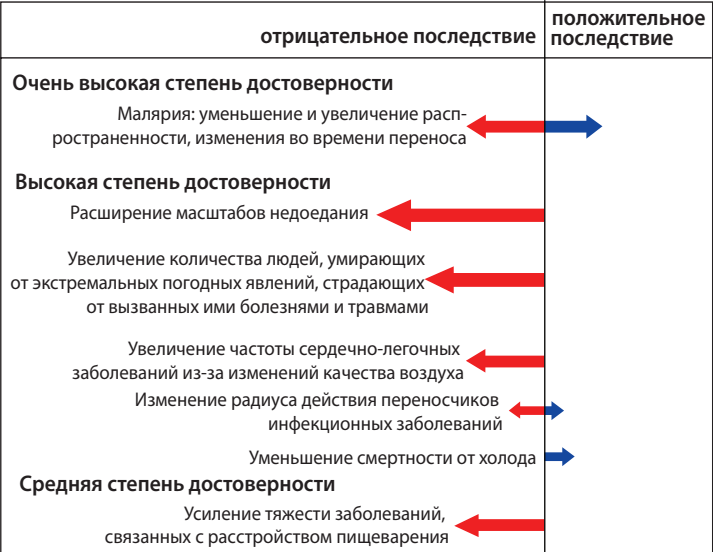 положительное
отрицательное последствие последствие
Очень высокая степень достоверности
Малярия: уменьшение и увеличение расп-
ространенности, изменения во времени переноса
Высокая степень достоверности
Расширение масштабов недоедания
Увеличение количества людей, умирающих
от экстремальных погодных явлений, страдающих
от вызванных ими болезнями и травмами
Увеличение частоты сердечно-легочных
заболеваний из-за изменений качества воздуха
Изменение радиуса действия переносчиков
инфекционных заболеваний
Уменьшение смертности от холода
Средняя степень достоверности
Усиление тяжести заболеваний,
связанных с расстройством пищеварения